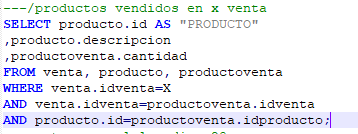 ---/productos vendidos en x venta
SELECT producto.id AS "PRODUCTO"
,producto.descripcion
,productoventa.cantidad
FROM venta, producto, productoventa
WHERE venta.idventa=X
AND venta.idventa=productoventa.idventa
AND producto.id=productoventa.idproducto;